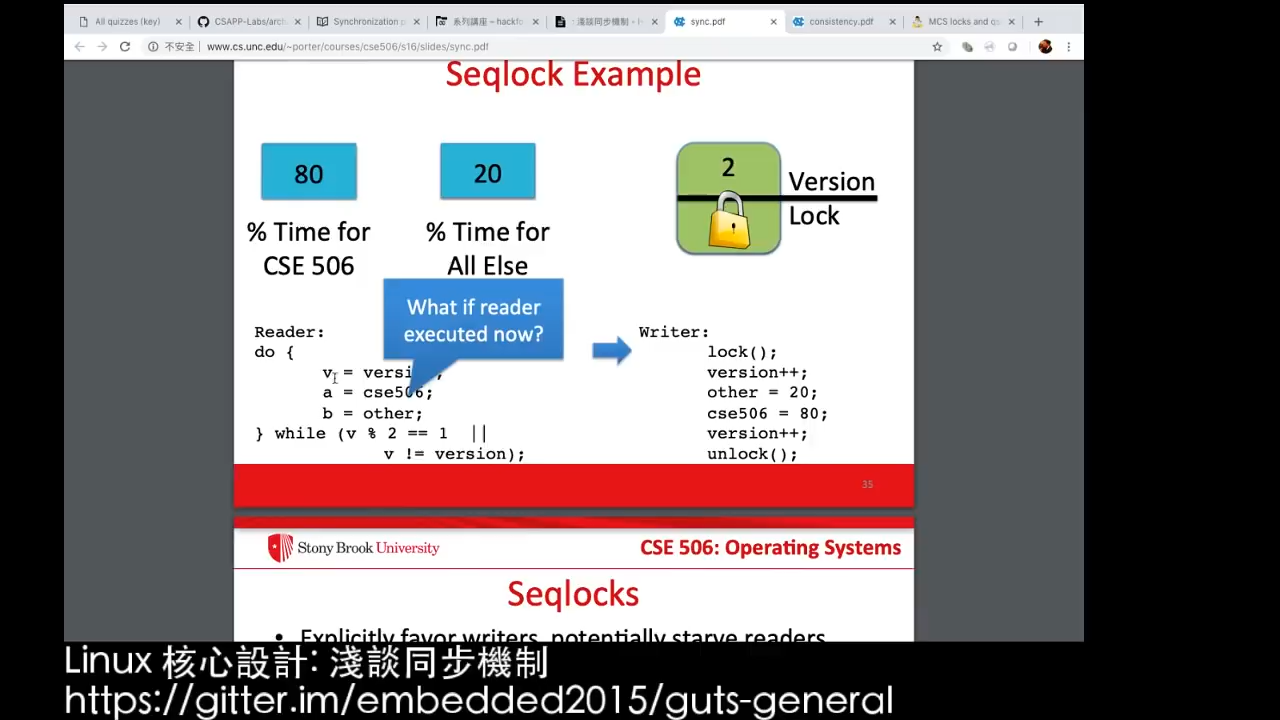 All quizzes (key)
CSAPP-Labs/arc
Synchronization p
系列講座 – hackfo
淺談同步機制
sync.pdf
consistency.pdf
MCS locks and qs
不安全
www.cs.unc.edu/~porter/courses/cse506/s16/slides/sync.pdf
Seqlock Example
80
20
2
Version
Lock
% Time for
CSE 506
% Time for
All Else
What if reader
executed now?
Reader:
do {
v = version;
a = cse506;
b = other;
} while (v % 2 == 1 ||
v != version);
Writer:
lock();
version++;
other = 20;
cse506 = 80;
version++;
unlock();
35
Stony Brook University
CSE 506: Operating Systems
Seqlocks
• Explicitly favor writers, potentially starve readers
Linux 核心設計: 淺談同步機制
https://gitter.im/embedded2015/guts-general